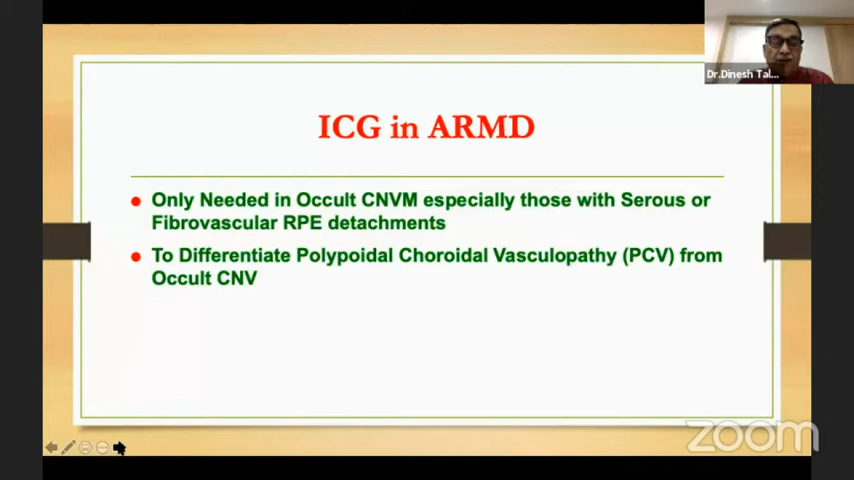 Dr.Dinesh Tal...
ICG in ARMD
Only Needed in Occult CNVM especially those with Serous or
Fibrovascular RPE detachments
To Differentiate Polypoidal Choroidal Vasculopathy (PCV) from
Occult CNV
zoom